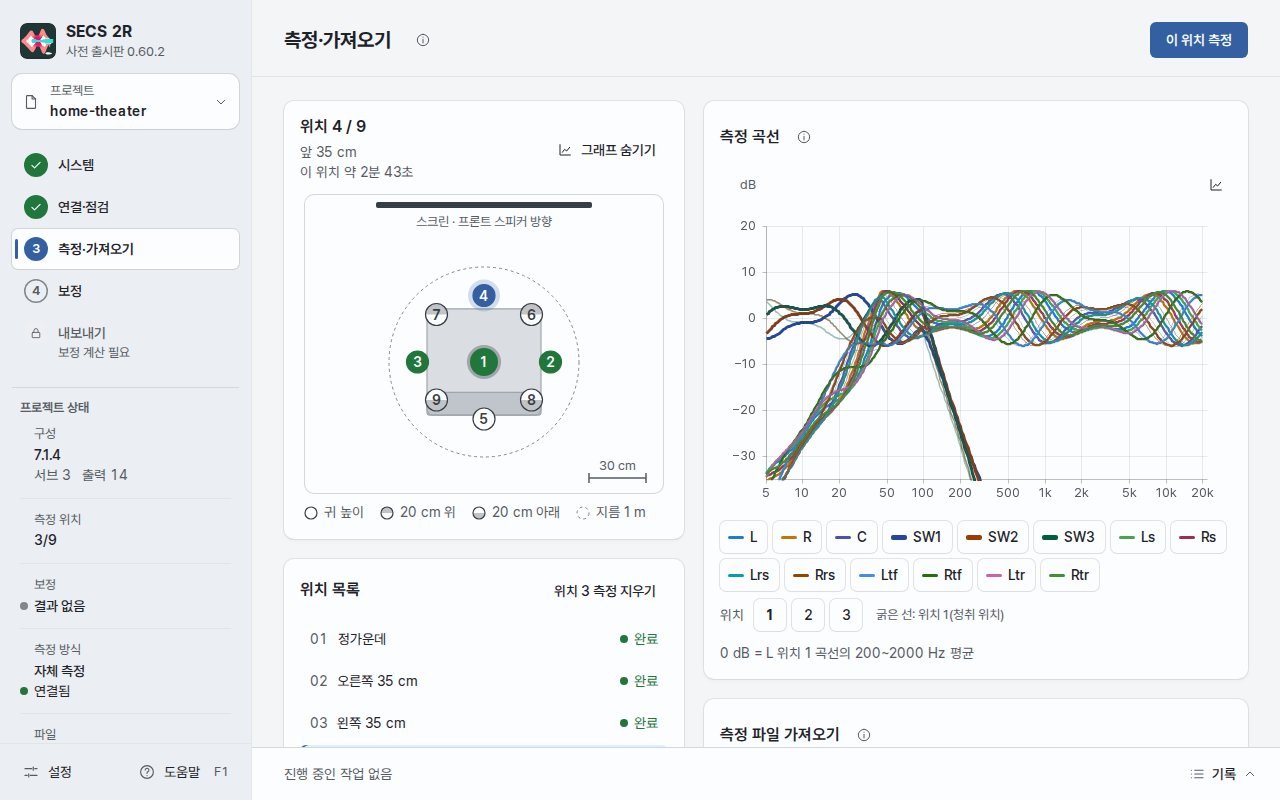 SECS 2R
사전 출시판 0.60.2
프로젝트
home-theater
시스템
연결·점검
3 측정·가져오기
4 보정
내보내기
보정 계산 필요
프로젝트 상태
구성
7.1.4
서브 3 출력 14
측정 위치
3/9
보정
결과 없음
측정 방식
자체 측정
연결됨
파일
설정
도움말 F1
측정·가져오기
이 위치 측정
위치 4 / 9
앞 35 cm
이 위치 약 2분 43초
그래프 숨기기
스크린 · 프론트 스피커 방향
4
7 6
3 1 2
9 8
5
30 cm
귀 높이 20 cm 위 20 cm 아래 지름 1 m
위치 목록
위치 3 측정 지우기
01 정가운데 완료
02 오른쪽 35 cm 완료
03 왼쪽 35 cm 완료
측정 곡선
dB
20
10
0
−10
−20
−30
5 10 20 50 100 200 500 1k 2k 5k 10k 20k
L R C SW1 SW2 SW3 Ls Rs
Lrs Rrs Ltf Rtf Ltr Rtr
위치 1 2 3 굵은 선: 위치 1(청취 위치)
0 dB = L 위치 1 곡선의 200~2000 Hz 평균
측정 파일 가져오기
진행 중인 작업 없음
기록